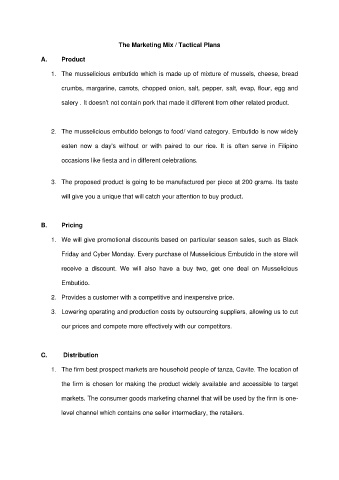 The Marketing Mix / Tactical Plans
A. Product
1. The musselicious embutido which is made up of mixture of mussels, cheese, bread
crumbs, margarine, carrots, chopped onion, salt, pepper, salt, evap, flour, egg and
salery . It doesn't not contain pork that made it different from other related product.
2. The musselicious embutido belongs to food/ viand category. Embutido is now widely
eaten now a day's without or with paired to our rice. It is often serve in Filipino
occasions like fiesta and in different celebrations.
3. The proposed product is going to be manufactured per piece at 200 grams. Its taste
will give you a unique that will catch your attention to buy product.
B. Pricing
1. We will give promotional discounts based on particular season sales, such as Black
Friday and Cyber Monday. Every purchase of Musselicious Embutido in the store will
receive a discount. We will also have a buy two, get one deal on Musselicious
Embutido.
2. Provides a customer with a competitive and inexpensive price.
3. Lowering operating and production costs by outsourcing suppliers, allowing us to cut
our prices and compete more effectively with our competitors.
C. Distribution
1. The firm best prospect markets are household people of tanza, Cavite. The location of
the firm is chosen for making the product widely available and accessible to target
markets. The consumer goods marketing channel that will be used by the firm is one-
level channel which contains one seller intermediary, the retailers.